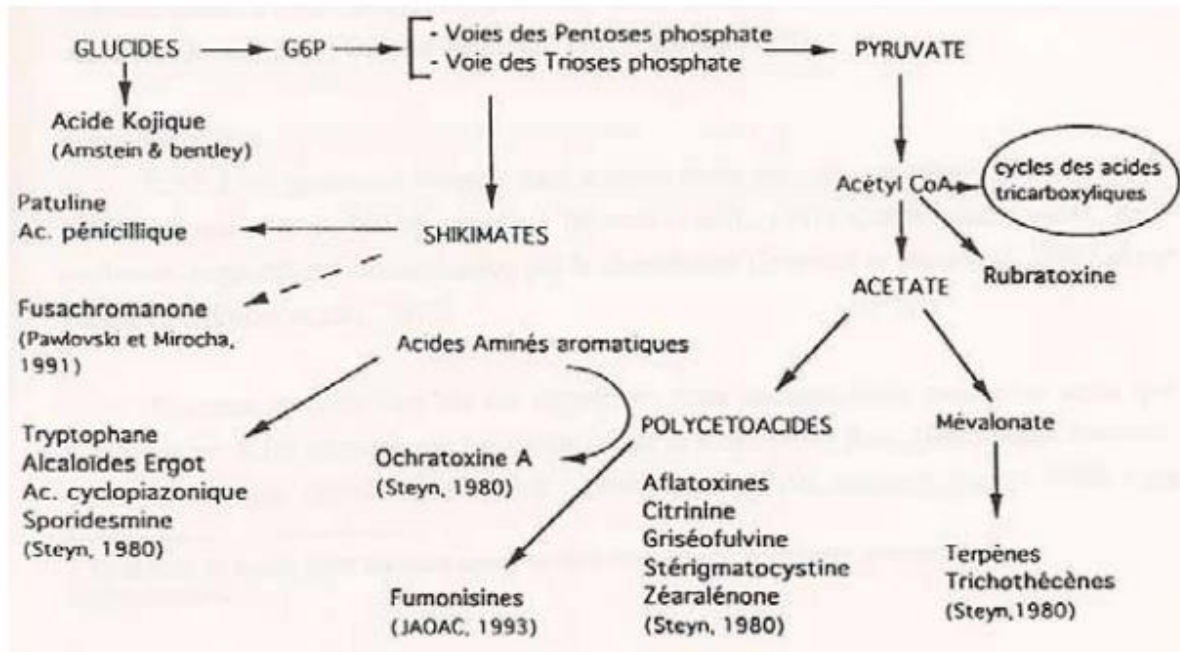 GLUCIDES
G6P
- Voies des Pentoses phosphate
- Voie des Trioses phosphate
PYRUVATE
Acide Kojique
(Arnstein & bentley)
cycles des acides
tricarboxyliques
Acétyl CoA
Patuline
Ac. pénicillique
SHIKIMATES
Rubratoxine
ACETATE
Fusachromanone
(Pawlovski et Mirocha,
1991)
Acides Aminés aromatiques
POLYCETOACIDES
Mévalonate
Tryptophane
Alcaloïdes Ergot
Ac. cyclopiazonique
Sporidesmine
(Steyn, 1980)
Ochratoxine A
(Steyn, 1980)
Aflatoxines
Citrinine
Griséofulvine
Stérigmatocystine
Zéaralénone
(Steyn, 1980)
Terpènes
Trichothécènes
(Steyn,1980)
Fumonisines
(JAOAC, 1993)